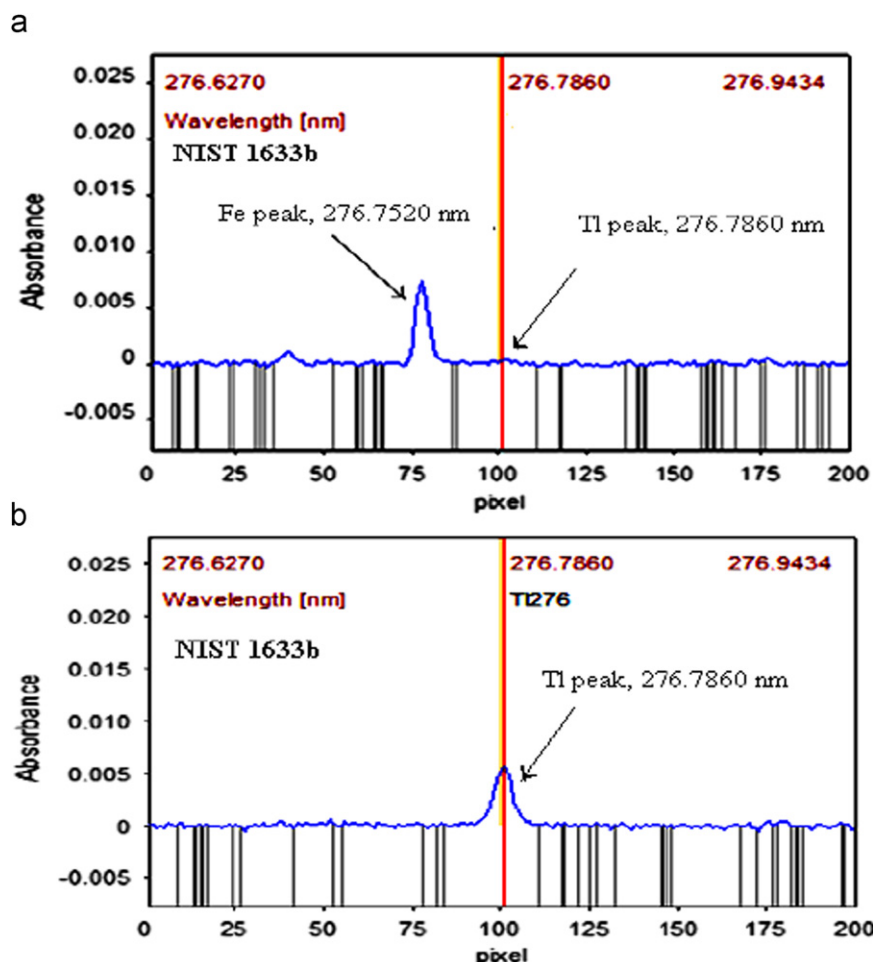 a
0.025
0.020
0.015
0.010
0.005
0
-0.005
Absorbance
276.6270 276.7860 276.9434
Wavelength [nm]
NIST 1633b
Fe peak, 276.7520 nm
Tl peak, 276.7860 nm
0 25 50 75 100 125 150 175 200
pixel
b
0.025
0.020
0.015
0.010
0.005
0
-0.005
Absorbance
276.6270 276.7860 276.9434
Wavelength [nm] Tl276
NIST 1633b
Tl peak, 276.7860 nm
0 25 50 75 100 125 150 175 200
pixel